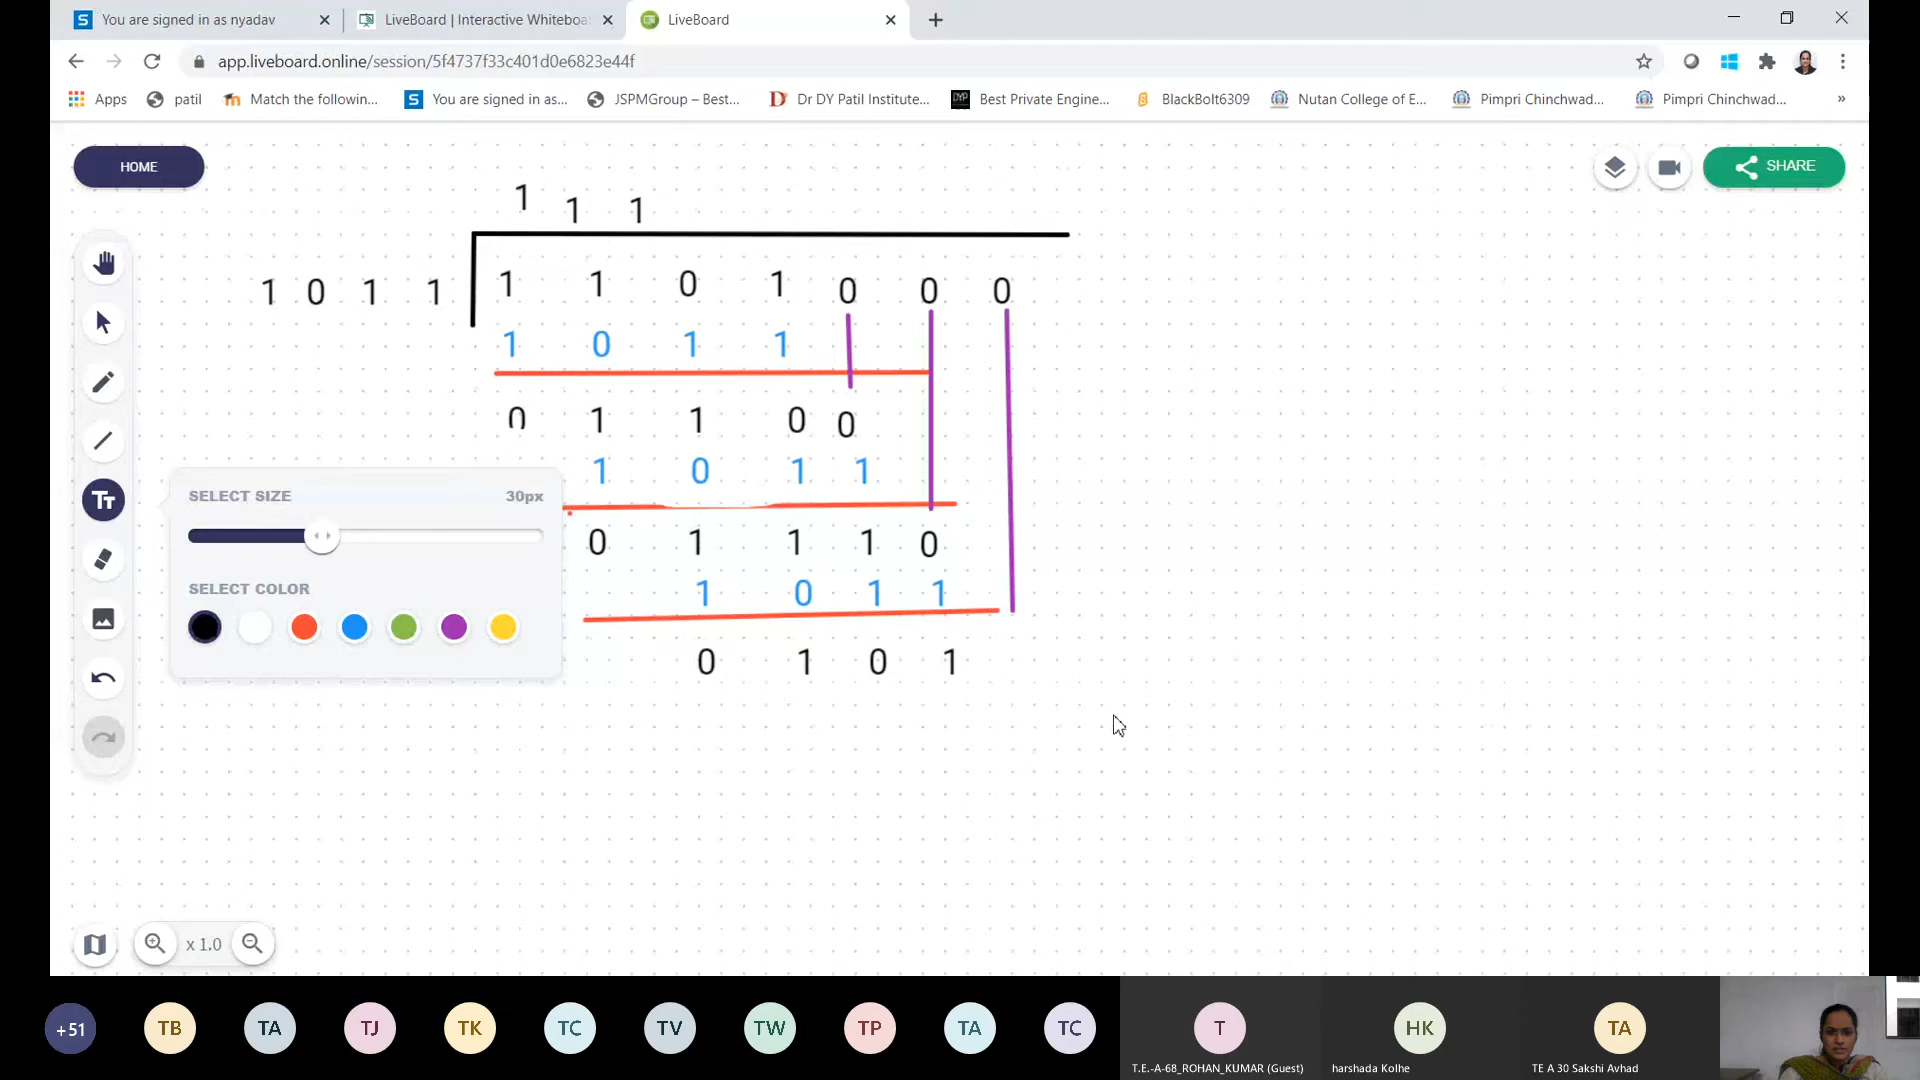 You are signed in as nyadav
LiveBoard | Interactive Whiteboa
LiveBoard
app.liveboard.online/session/5f4737f33c401d0e6823e44f
Apps patil Match the followin... You are signed in as... JSPMGroup – Best... Dr DY Patil Institute... Best Private Engine... BlackBolt6309 Nutan College of E... Pimpri Chinchwad... Pimpri Chinchwad... »
HOME
SHARE
1 1 1
1 0 1 1 1 1 0 1 0 0 0
1 0 1 1
0 1 1 0 0
1 0 1 1
0 1 1 1 0
1 0 1 1
0 1 0 1
SELECT SIZE 30px
SELECT COLOR
Tт
x 1.0
+51 TB TA TJ TK TC TV TW TP TA TC T HK TA
T.E.-A-68_ROHAN_KUMAR (Guest) harshada Kolhe TE A 30 Sakshi Avhad